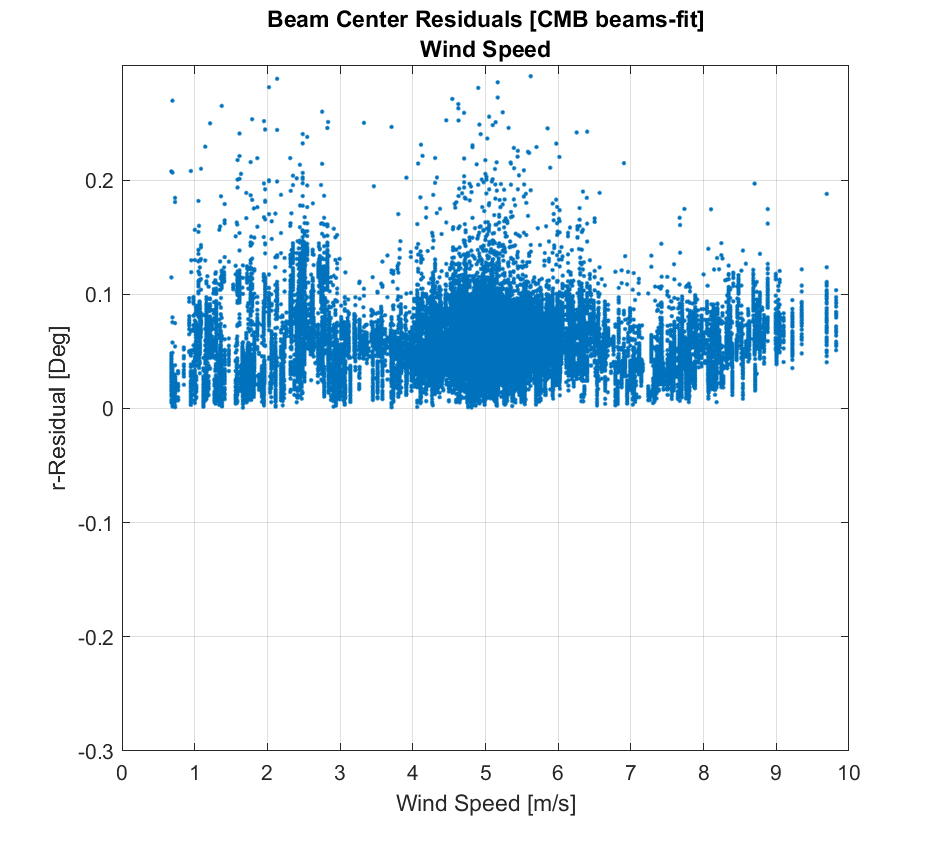 Beam Center Residuals [CMB beams-fit]
Wind Speed
0.2
0.1
0
-0.1
-0.2
-0.3
r-Residual [Deg]
0 1 2 3 4 5 6 7 8 9 10
Wind Speed [m/s]